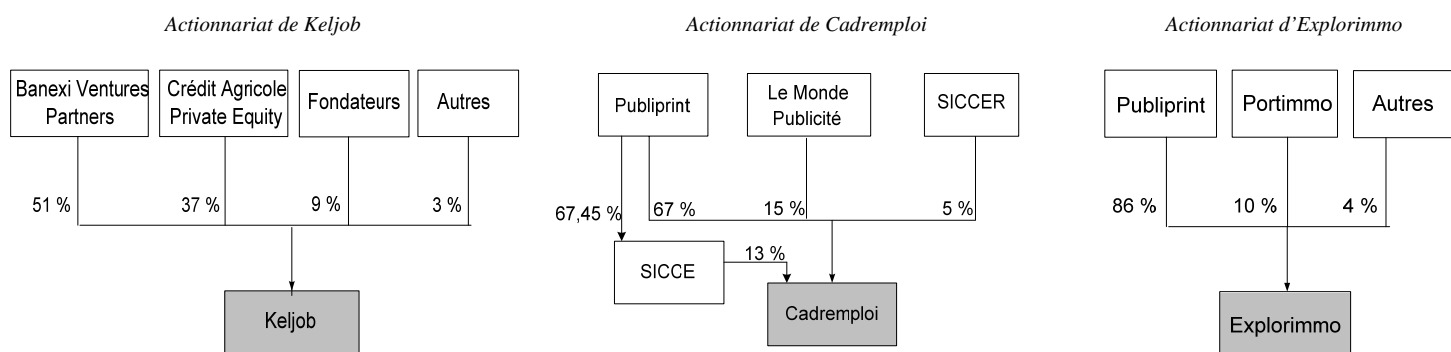 Actionnariat de Keljob
Banexi Ventures
Partners
Crédit Agricole
Private Equity
Fondateurs
Autres
51 %
37 %
9 %
3 %
Keljob
Actionnariat de Cadremploi
Publiprint
Le Monde
Publicité
SICCER
67,45 %
67 %
15 %
5 %
SICCE
13 %
Cadremploi
Actionnariat d’Explorimmo
Publiprint
Portimmo
Autres
86 %
10 %
4 %
Explorimmo